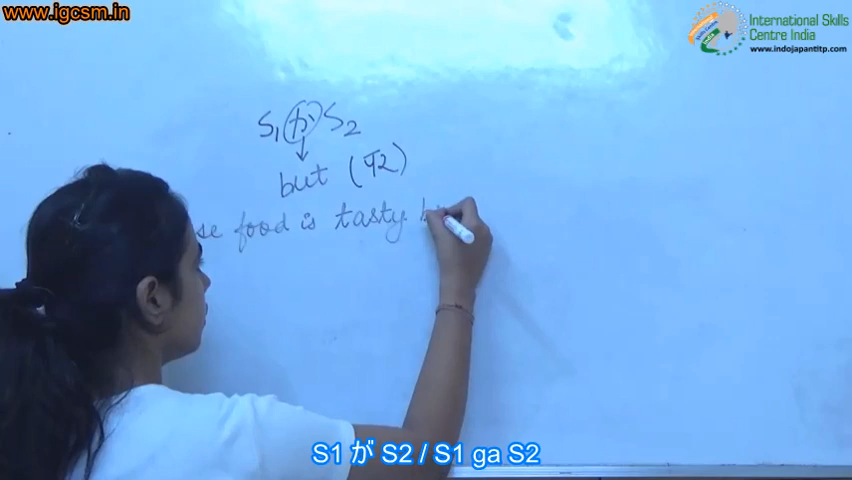 www.igcsm.in
International Skills
Centre India
www.indojapantitp.com
S1 が S2
but (पर)
food is tasty
S1 が S2 / S1 ga S2